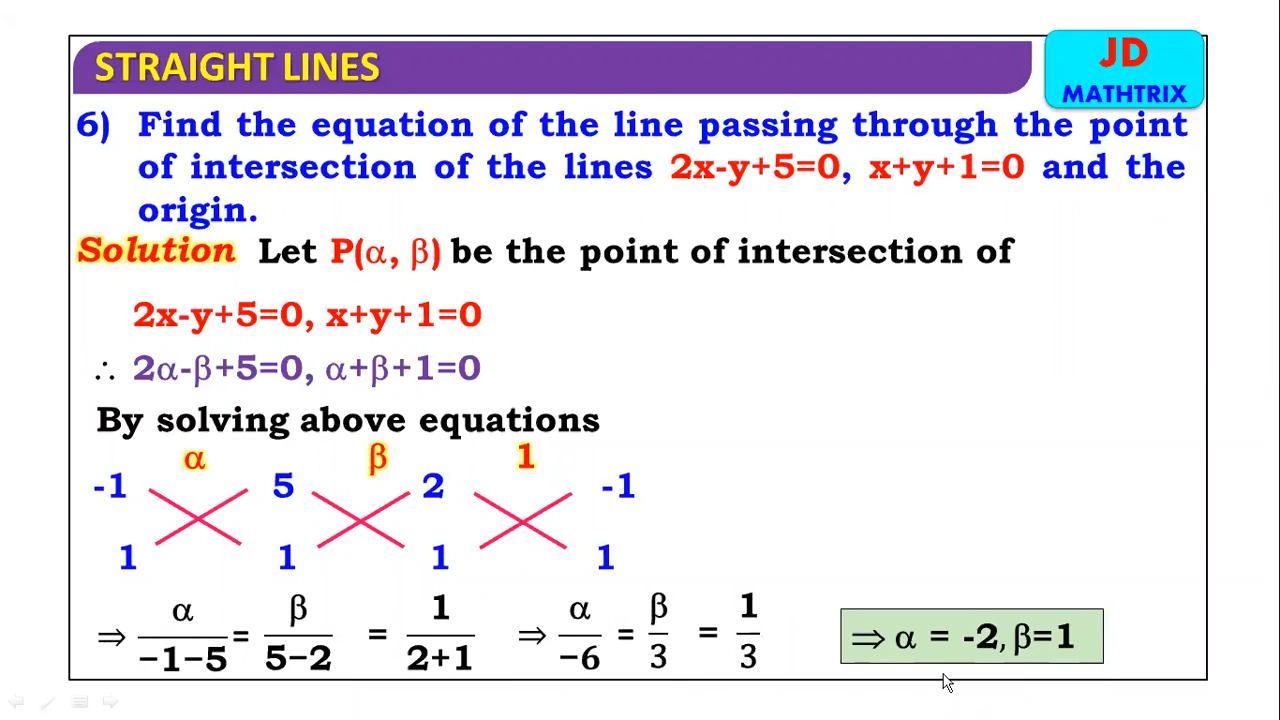 STRAIGHT LINES
JD
MATHTRIX
6) Find the equation of the line passing through the point
of intersection of the lines 2x-y+5=0, x+y+1=0 and the
origin.
Solution Let P(α, β) be the point of intersection of
2x-y+5=0, x+y+1=0
∴ 2α-β+5=0, α+β+1=0
By solving above equations
α β 1
-1 5 2 -1
1 1 1 1
⇒ α/−1−5 = β/5−2 = 1/2+1 ⇒ α/−6 = β/3 = 1/3 ⇒ α = -2, β=1